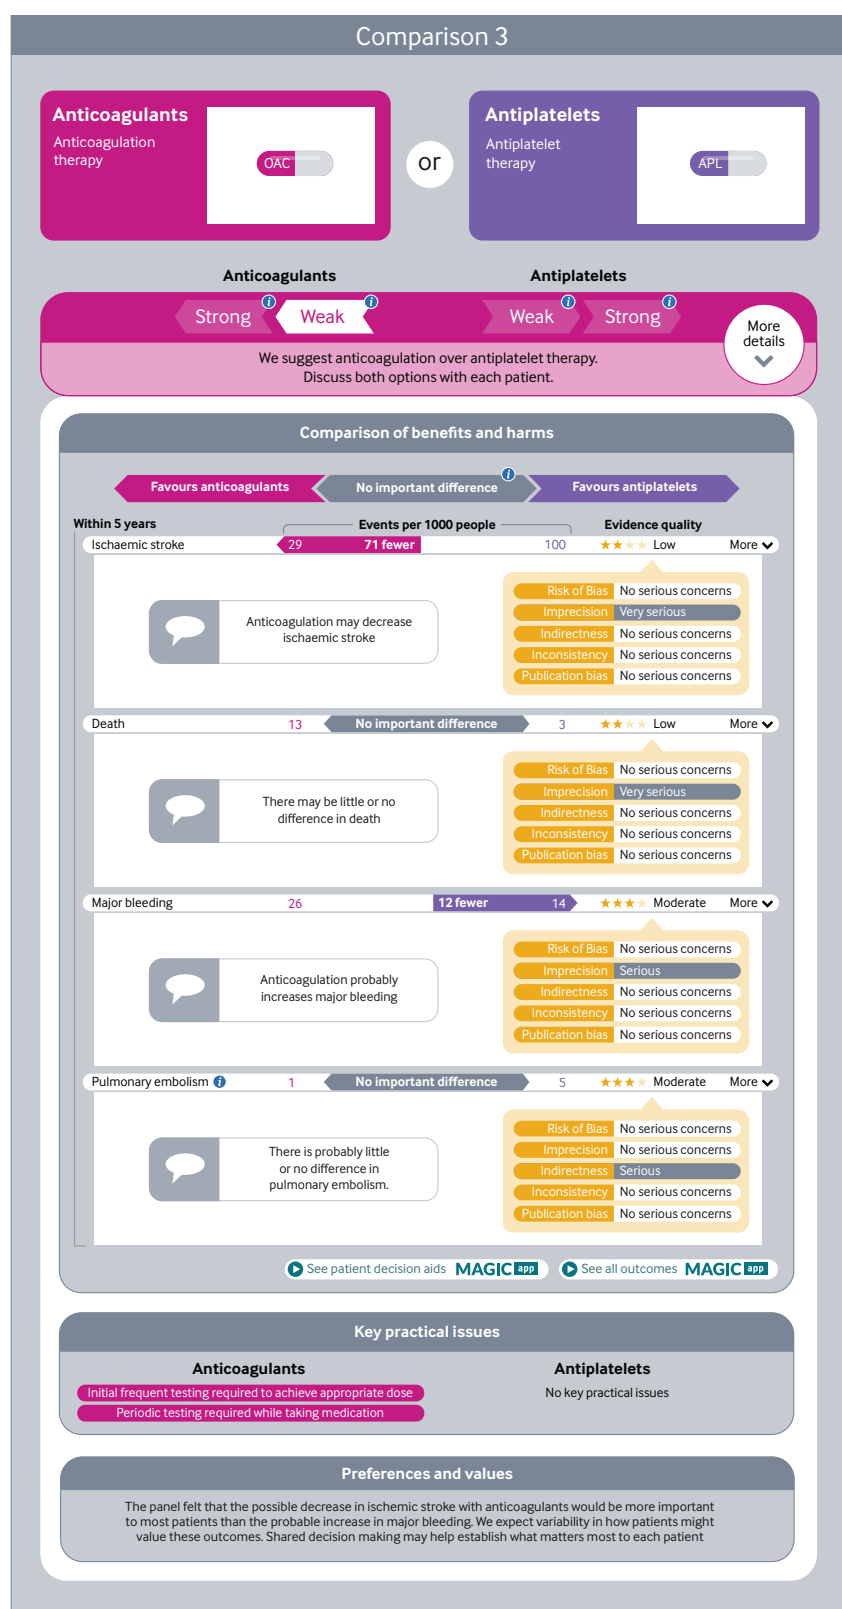 Comparison 3
Anticoagulants
Anticoagulation
therapy
OAC
or
Antiplatelets
Antiplatelet
therapy
APL
Anticoagulants
Antiplatelets
Strong
Weak
Weak
Strong
More
details
We suggest anticoagulation over antiplatelet therapy.
Discuss both options with each patient.
Comparison of benefits and harms
Favours anticoagulants
No important difference
Favours antiplatelets
Within 5 years
Events per 1000 people
Evidence quality
Ischaemic stroke 29 71 fewer 100 Low More
Anticoagulation may decrease
ischaemic stroke
Risk of Bias No serious concerns
Imprecision Very serious
Indirectness No serious concerns
Inconsistency No serious concerns
Publication bias No serious concerns
Death 13 No important difference 3 Low More
There may be little or no
difference in death
Risk of Bias No serious concerns
Imprecision Very serious
Indirectness No serious concerns
Inconsistency No serious concerns
Publication bias No serious concerns
Major bleeding 26 12 fewer 14 Moderate More
Anticoagulation probably
increases major bleeding
Risk of Bias No serious concerns
Imprecision Serious
Indirectness No serious concerns
Inconsistency No serious concerns
Publication bias No serious concerns
Pulmonary embolism i 1 No important difference 5 Moderate More
There is probably little
or no difference in
pulmonary embolism.
Risk of Bias No serious concerns
Imprecision No serious concerns
Indirectness Serious
Inconsistency No serious concerns
Publication bias No serious concerns
See patient decision aids MAGIC app
See all outcomes MAGIC app
Key practical issues
Anticoagulants
Initial frequent testing required to achieve appropriate dose
Periodic testing required while taking medication
Antiplatelets
No key practical issues
Preferences and values
The panel felt that the possible decrease in ischemic stroke with anticoagulants would be more important
to most patients than the probable increase in major bleeding. We expect variability in how patients might
value these outcomes. Shared decision making may help establish what matters most to each patient